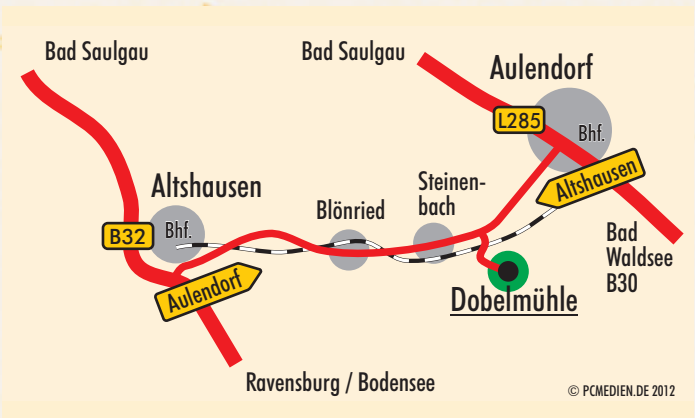 Bad Saulgau
Bad Saulgau
Aulendorf
L285
Bhf.
Altshausen
Altshausen
Steinen-
bach
Blönried
Bhf.
B32
Bad
Waldsee
B30
Aulendorf
Dobelmühle
Ravensburg / Bodensee
© PCMEDIEN.DE 2012